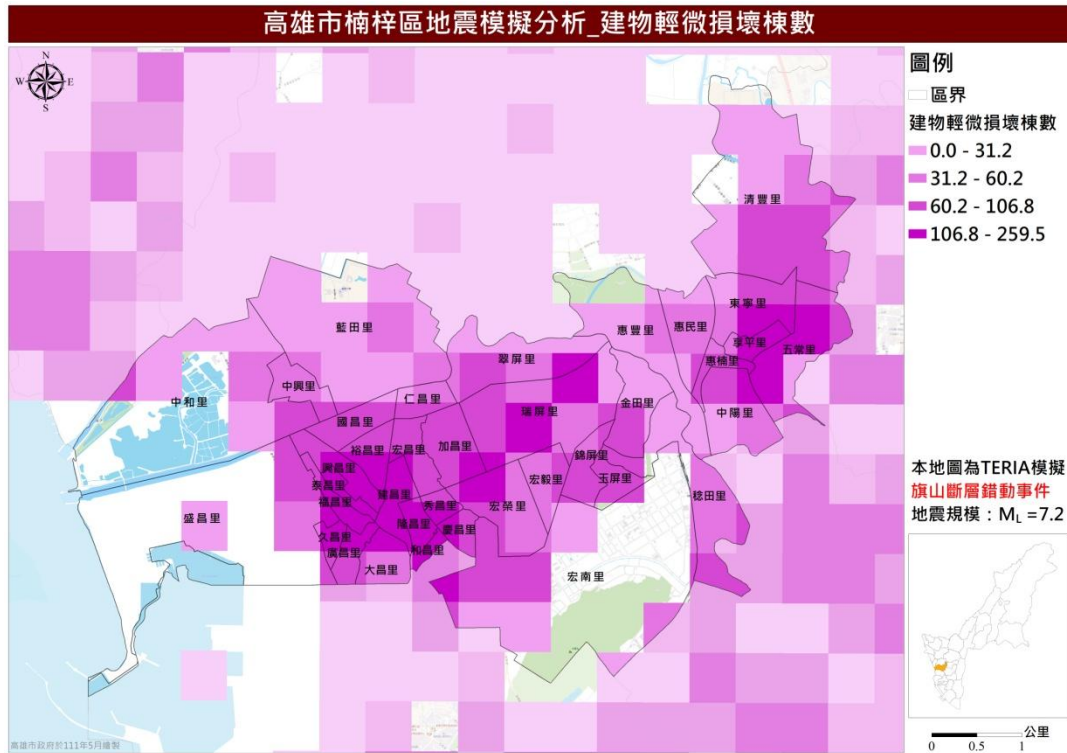 高雄市楠梓區地震模擬分析_建物輕微損壞棟數
N
W E
S
圖例
區界
建物輕微損壞棟數
0.0 - 31.2
31.2 - 60.2
60.2 - 106.8
106.8 - 259.5
清豐里
東寧里
惠豐里
惠民里
享平里
五常里
惠楠里
藍田里
翠屏里
中興里
仁昌里
中和里
金田里
中陽里
瑞屏里
國昌里
裕昌里
宏昌里
加昌里
錦屏里
興昌里
泰昌里
宏毅里
玉屏里
福昌里
建昌里
稔田里
秀昌里
宏榮里
盛昌里
隆昌里
慶昌里
久昌里
廣昌里
和昌里
大昌里
宏南里
本地圖為TERIA模擬
旗山斷層錯動事件
地震規模：ML =7.2
公里
0 0.5 1
高雄市政府於111年5月繪製